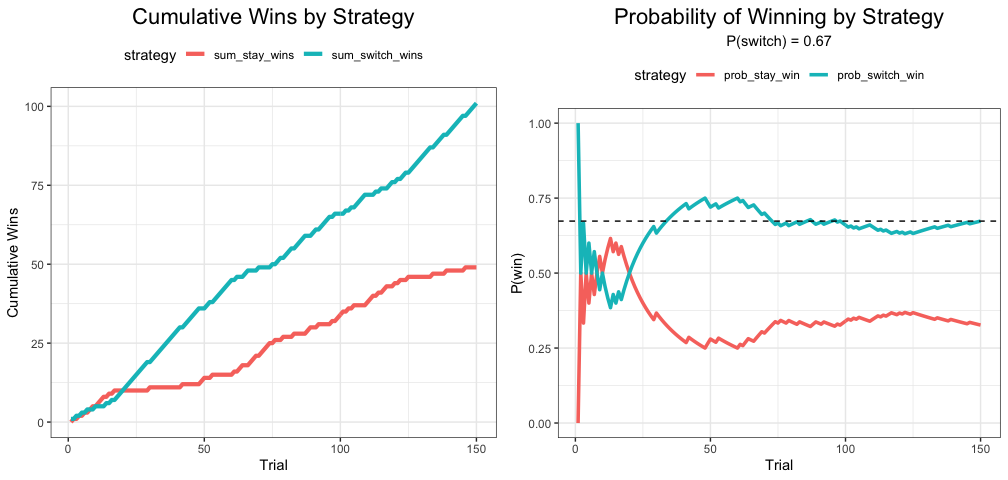 Cumulative Wins by Strategy
strategy sum_stay_wins sum_switch_wins
100
75
50
25
0
Cumulative Wins
0 50 100 150
Trial
Probability of Winning by Strategy
P(switch) = 0.67
strategy prob_stay_win prob_switch_win
1.00
0.75
0.50
0.25
0.00
P(win)
0 50 100 150
Trial